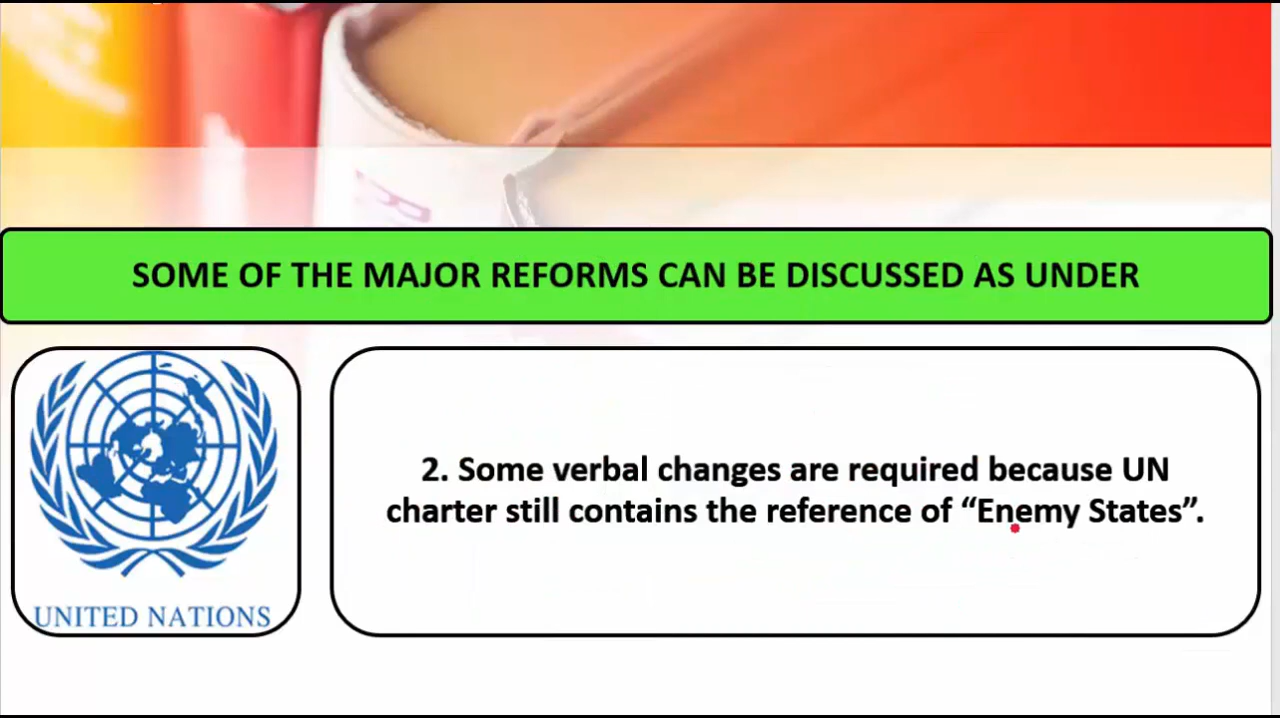 SOME OF THE MAJOR REFORMS CAN BE DISCUSSED AS UNDER
2. Some verbal changes are required because UN
charter still contains the reference of “Enemy States”.
UNITED NATIONS